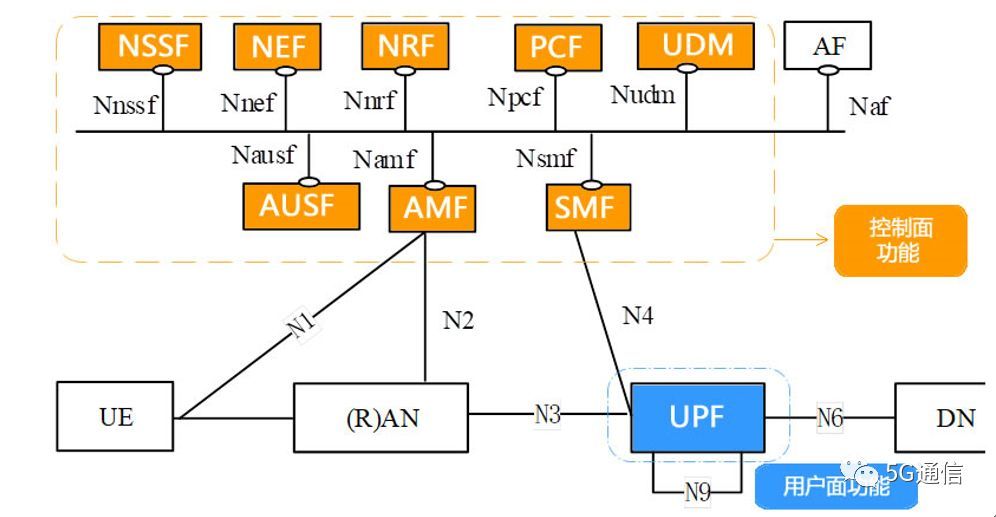 NSSF
NEF
NRF
PCF
UDM
AF
Nnssf
Nnef
Nnrf
Npcf
Nudm
Naf
Nausf
Namf
Nsmf
AUSF
AMF
SMF
控制面
功能
N1
N2
N4
UE
(R)AN
N3
UPF
N6
DN
N9
用户面功能
5G通信